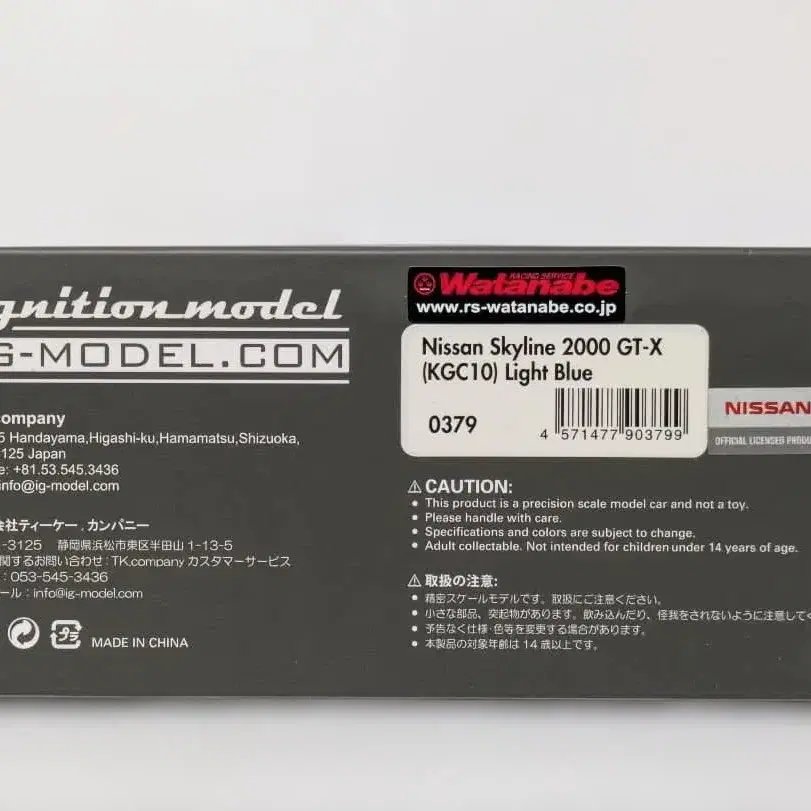 gnition model
G-MODEL.COM
company
5 Handayama,Higashi-ku,Hamamatsu,Shizuoka,
125 Japan
e: +81.53.545.3436
info@ig-model.com
会社ティーケー.カンパニー
-3125 静岡県浜松市東区半田山1-13-5
関するお問い合わせ:TK.company カスタマーサービス
: 053-545-3436
ール:info@ig-model.com
プラ
MADE IN CHINA
RACING SERVICE
Watanabe
www.rs-watanabe.co.jp
Nissan Skyline 2000 GT-X
(KGC10) Light Blue
0379
4 571477 903799
NISSAN
OFFICIAL LICENSED PRODU
⚠CAUTION:
• This product is a precision scale model car and not a toy.
• Please handle with care.
• Specifications and colors are subject to change.
• Adult collectable. Not intended for children under 14 years of age.
⚠取扱の注意:
• 精密スケールモデルです。取扱にご注意ください。
• 小さな部品、突起物があります。飲み込んだり、怪我をされないように注意してく
• 予告なく仕様·色等を変更する場合があります。
• 本製品の対象年齢は14歳以上です。